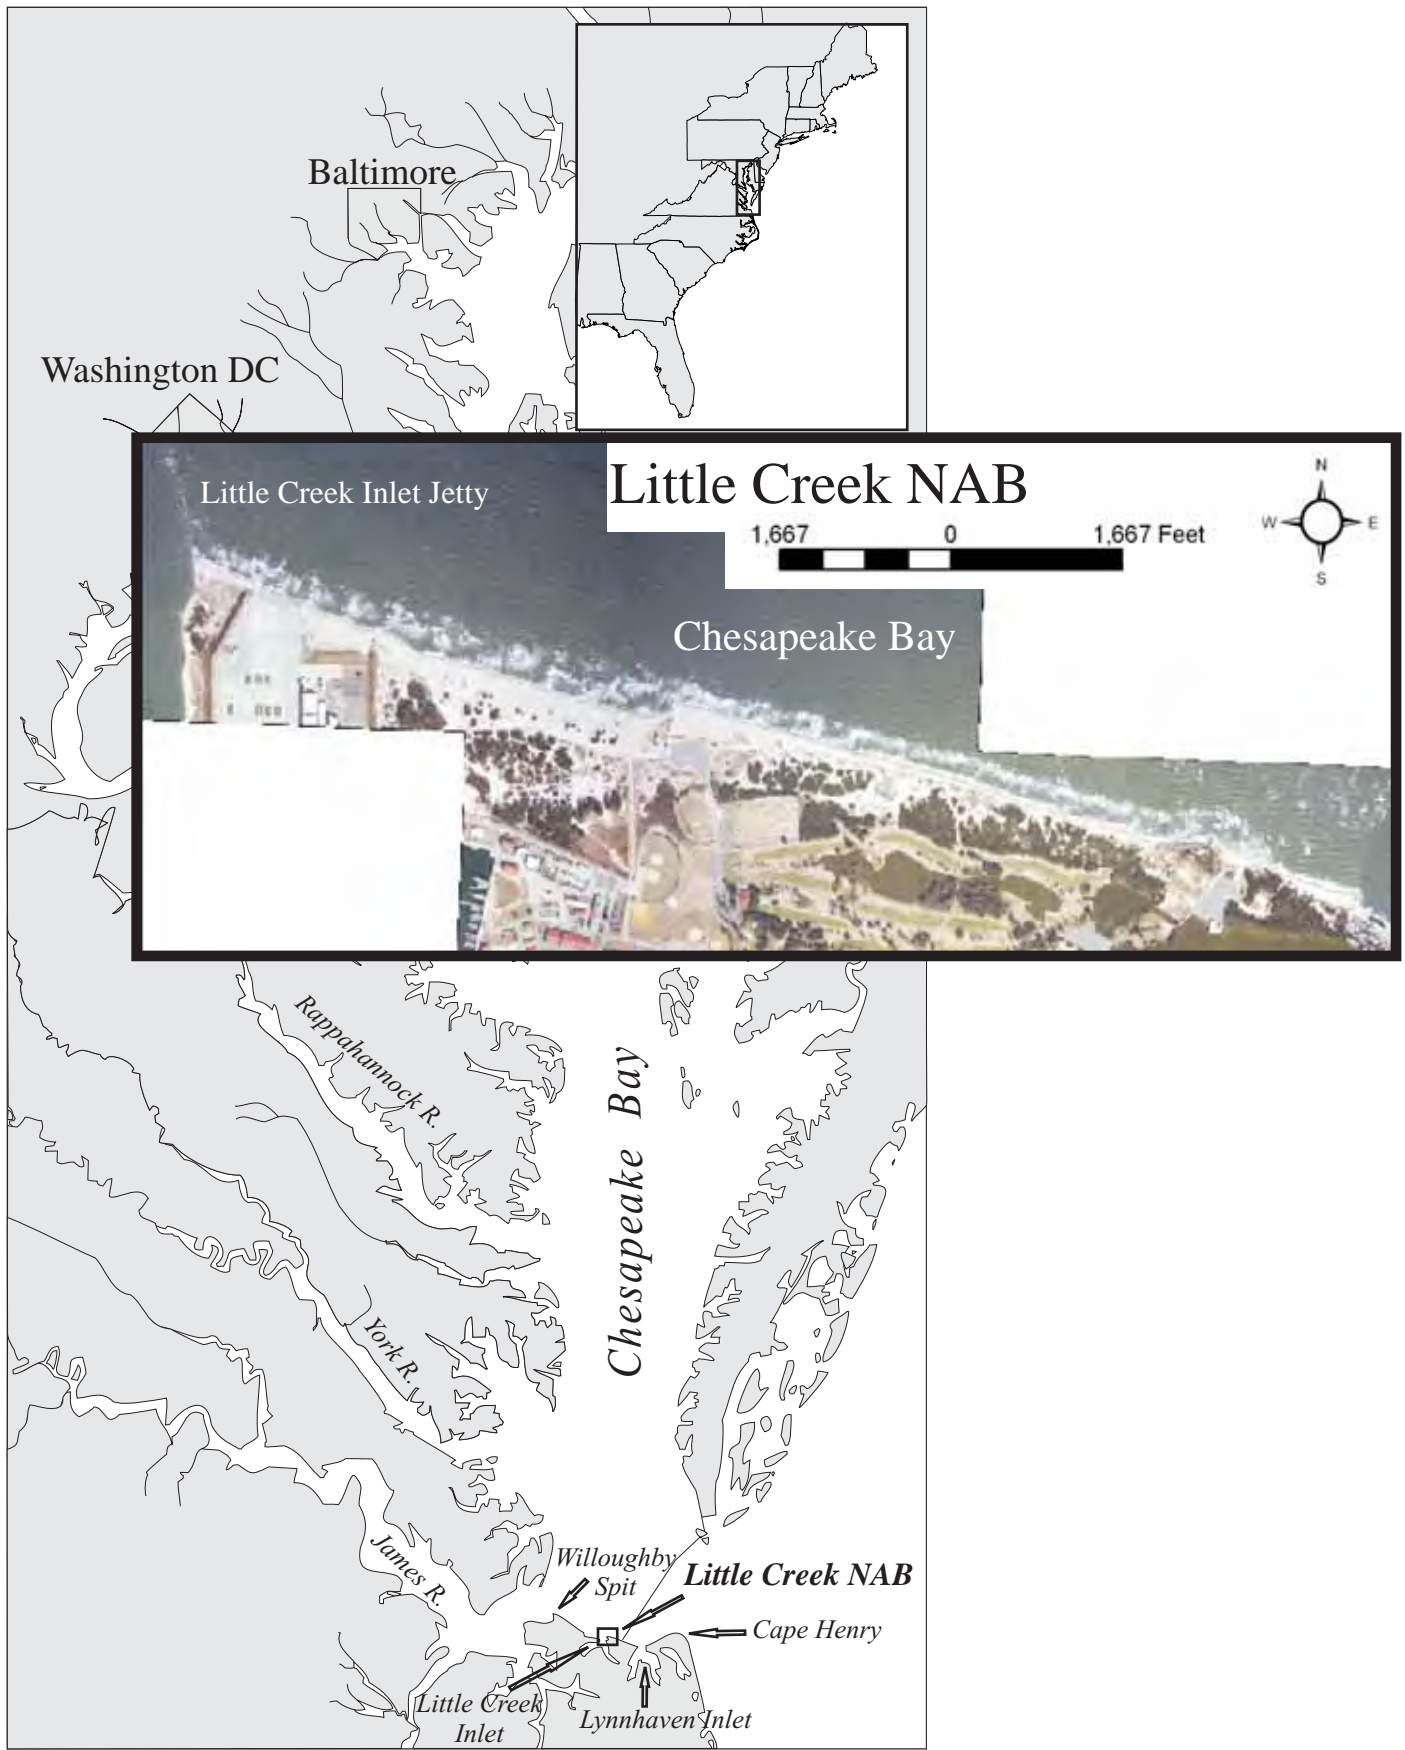 Baltimore
Washington DC
Little Creek Inlet Jetty
Little Creek NAB
1,667 0 1,667 Feet
N
W E
S
Chesapeake Bay
Rappahannock R.
Chesapeake Bay
York R.
James R.
Willoughby
Spit
Little Creek NAB
Cape Henry
Little Creek
Inlet
Lynnhaven Inlet